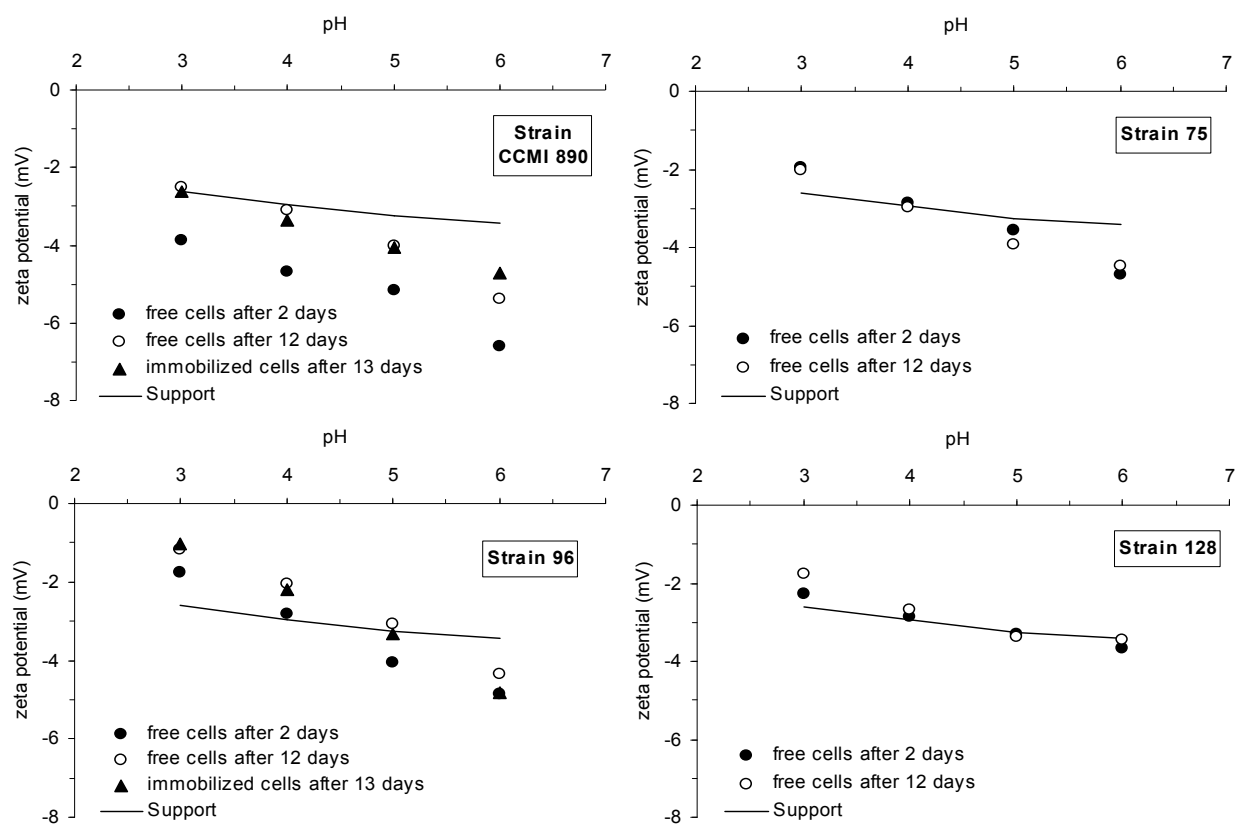 pH
2 3 4 5 6 7
0
-2
-4
-6
-8
zeta potential (mV)
Strain
CCMI 890
free cells after 2 days
free cells after 12 days
immobilized cells after 13 days
Support
pH
2 3 4 5 6 7
0
-2
-4
-6
-8
zeta potential (mV)
Strain 75
free cells after 2 days
free cells after 12 days
Support
pH
2 3 4 5 6 7
0
-2
-4
-6
-8
zeta potential (mV)
Strain 96
free cells after 2 days
free cells after 12 days
immobilized cells after 13 days
Support
pH
2 3 4 5 6 7
0
-2
-4
-6
-8
zeta potential (mV)
Strain 128
free cells after 2 days
free cells after 12 days
Support